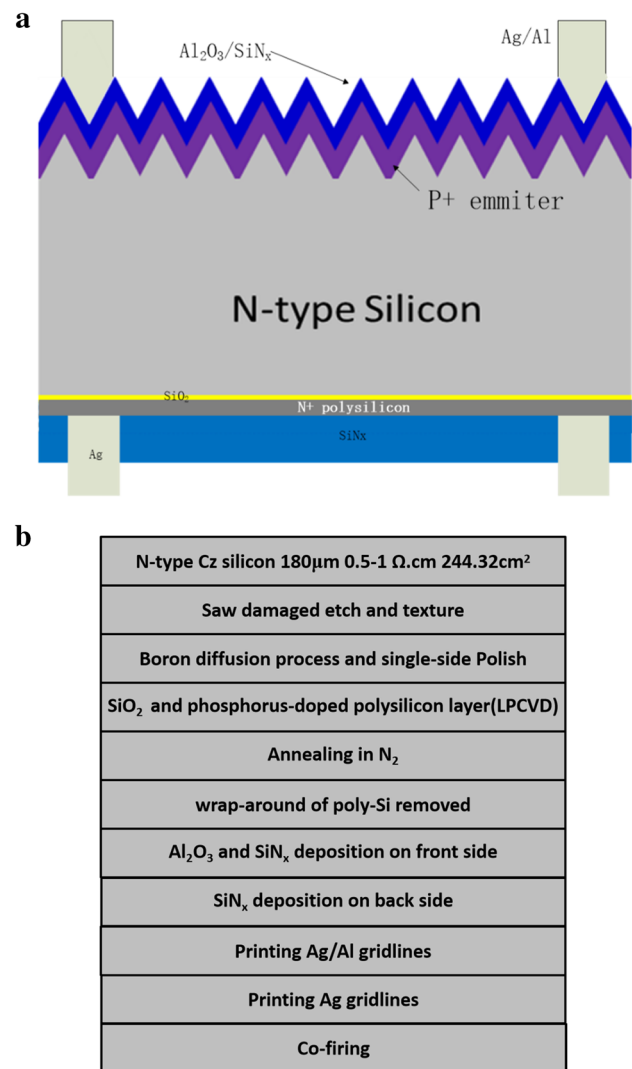 a
Al₂O₃/SiNₓ
Ag/Al
P+ emmiter
N-type Silicon
SiO₂
N+ polysilicon
SiNx
Ag
b
N-type Cz silicon 180μm 0.5-1 Ω.cm 244.32cm²
Saw damaged etch and texture
Boron diffusion process and single-side Polish
SiO₂ and phosphorus-doped polysilicon layer(LPCVD)
Annealing in N₂
wrap-around of poly-Si removed
Al₂O₃ and SiNₓ deposition on front side
SiNₓ deposition on back side
Printing Ag/Al gridlines
Printing Ag gridlines
Co-firing